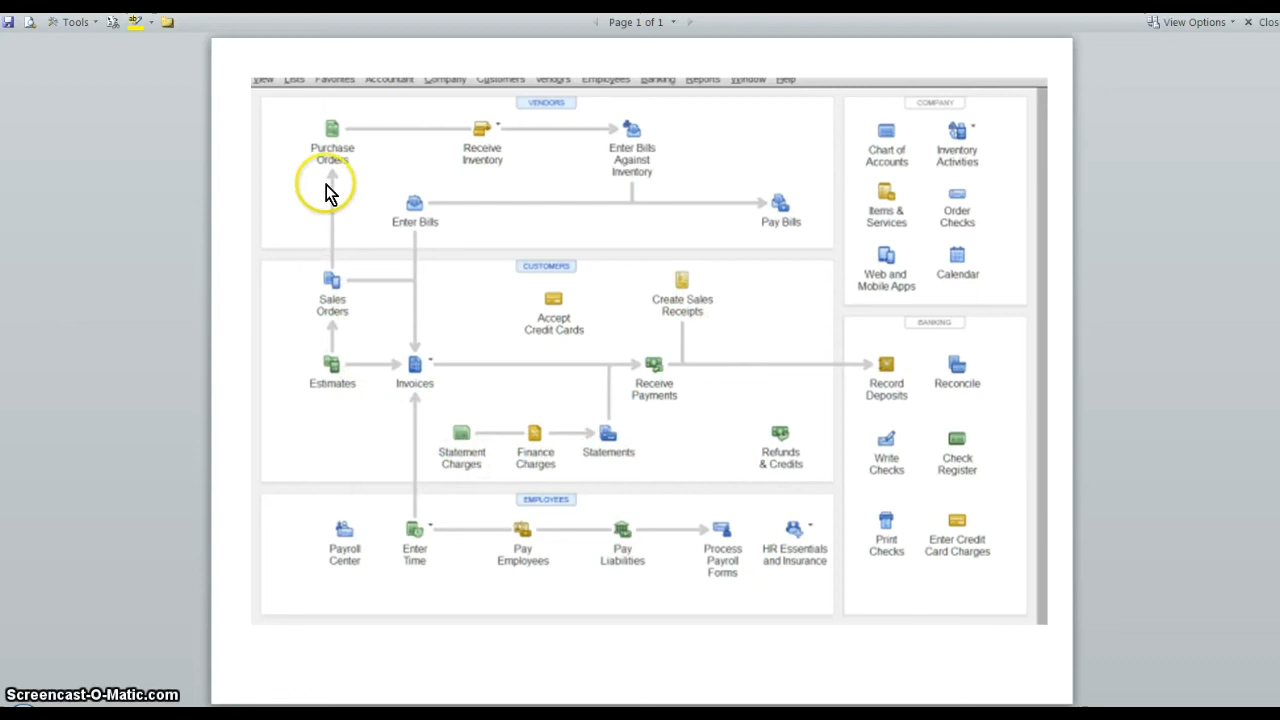 Tools
Page 1 of 1
View Options
Clos
View Lists Favorites Accountant Company Customers Vendors Employees Banking Reports Window Help
VENDORS
Purchase
Orders
Receive
Inventory
Enter Bills
Against
Inventory
Enter Bills
Pay Bills
CUSTOMERS
Sales
Orders
Accept
Credit Cards
Create Sales
Receipts
Estimates
Invoices
Receive
Payments
Statement
Charges
Finance
Charges
Statements
Refunds
& Credits
EMPLOYEES
Payroll
Center
Enter
Time
Pay
Employees
Pay
Liabilities
Process
Payroll
Forms
HR Essentials
and Insurance
COMPANY
Chart of
Accounts
Inventory
Activities
Items &
Services
Order
Checks
Web and
Mobile Apps
Calendar
BANKING
Record
Deposits
Reconcile
Write
Checks
Check
Register
Print
Checks
Enter Credit
Card Charges
Screencast-O-Matic.com